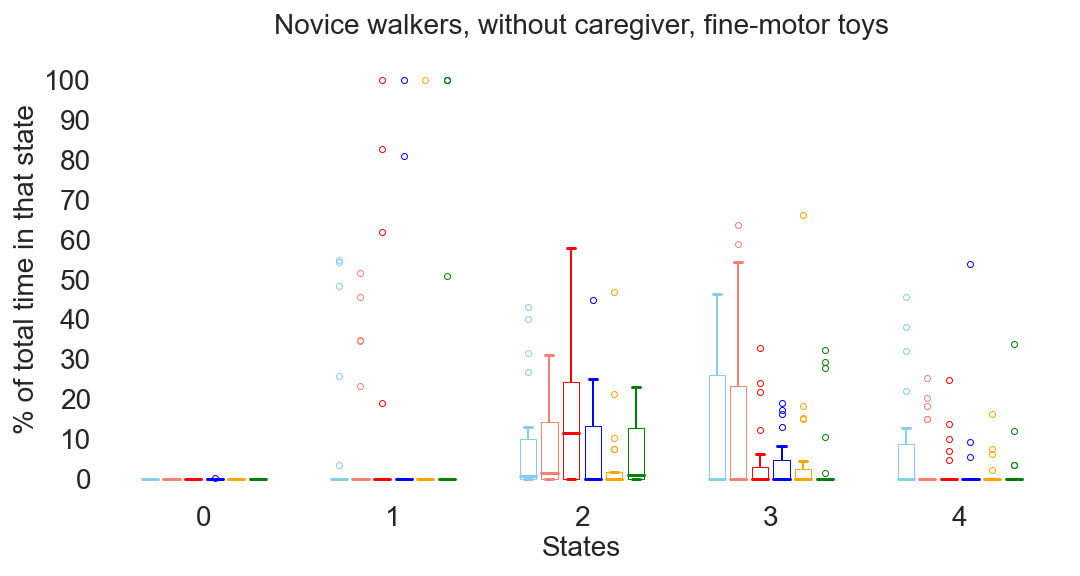 Novice walkers, without caregiver, fine-motor toys
% of total time in that state
100
90
80
70
60
50
40
30
20
10
0
0 1 2 3 4
States